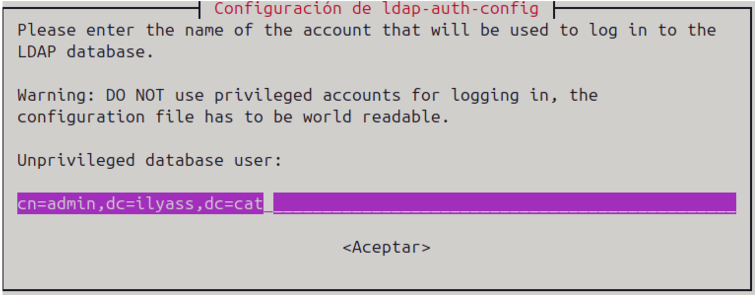 Configuración de ldap-auth-config
Please enter the name of the account that will be used to log in to the
LDAP database.
Warning: DO NOT use privileged accounts for logging in, the
configuration file has to be world readable.
Unprivileged database user:
cn=admin,dc=ilyass,dc=cat
<Aceptar>